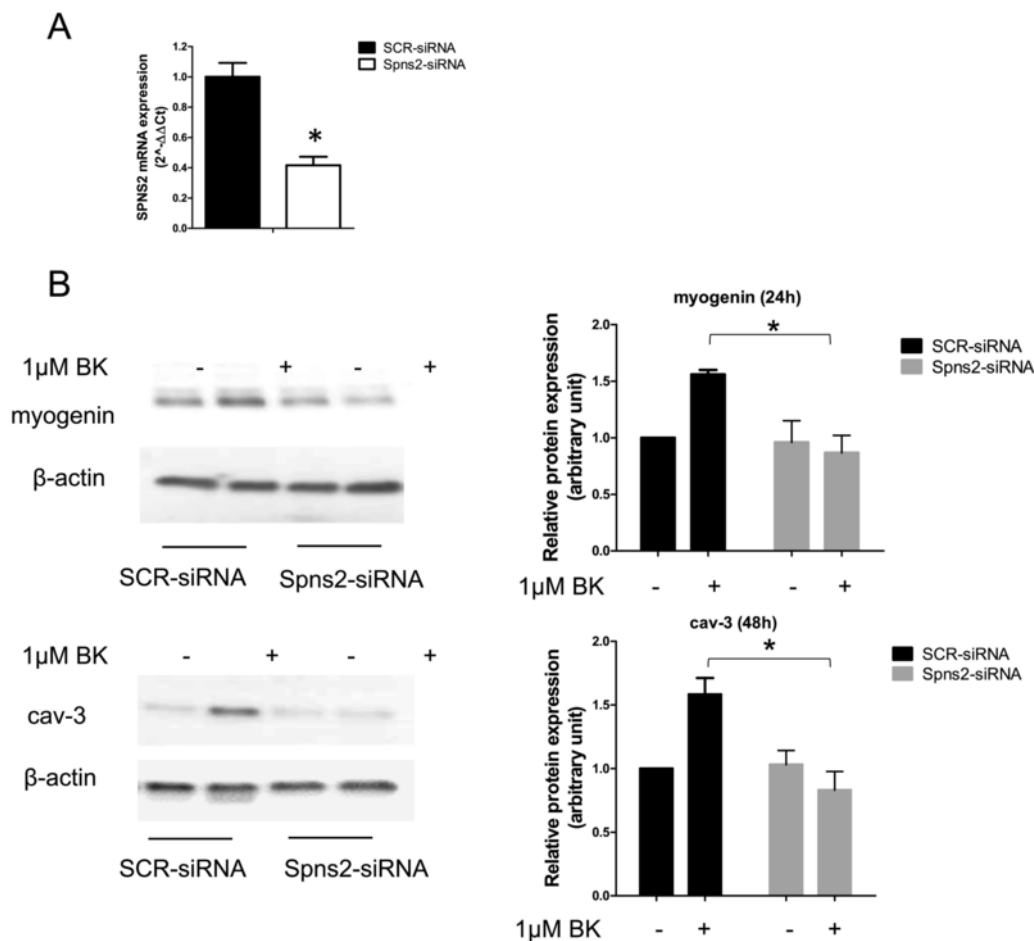 A
SPNS2 mRNA expression
(2^-ΔΔCt)
1.2
1.0
0.8
0.6
0.4
0.2
0.0
*
SCR-siRNA
Spns2-siRNA
B
1µM BK - + - +
myogenin
β-actin
SCR-siRNA Spns2-siRNA
myogenin (24h)
Relative protein expression
(arbitrary unit)
2.0
1.5
1.0
0.5
0.0
*
SCR-siRNA
Spns2-siRNA
1µM BK - + - +
1µM BK - + - +
cav-3
β-actin
SCR-siRNA Spns2-siRNA
cav-3 (48h)
Relative protein expression
(arbitrary unit)
2.0
1.5
1.0
0.5
0.0
*
SCR-siRNA
Spns2-siRNA
1µM BK - + - +